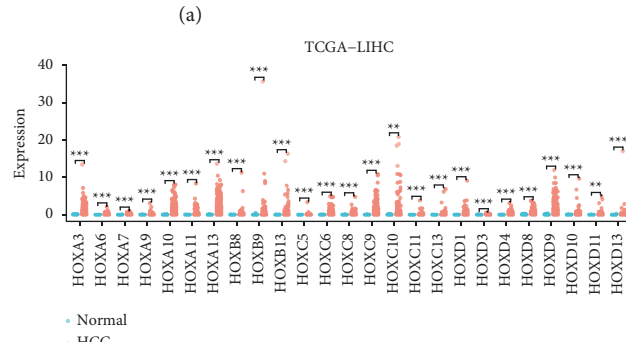 (a)
TCGA–LIHC
Expression
40
30
20
10
0
*** *** *** *** *** *** *** *** *** *** *** *** *** *** ** *** *** *** *** *** *** *** *** ** ***
HOXA3 HOXA6 HOXA7 HOXA9 HOXA10 HOXA11 HOXA13 HOXB8 HOXB9 HOXB13 HOXC5 HOXC6 HOXC8 HOXC9 HOXC10 HOXC11 HOXC13 HOXD1 HOXD3 HOXD4 HOXD8 HOXD9 HOXD10 HOXD11 HOXD13
Normal
HCC